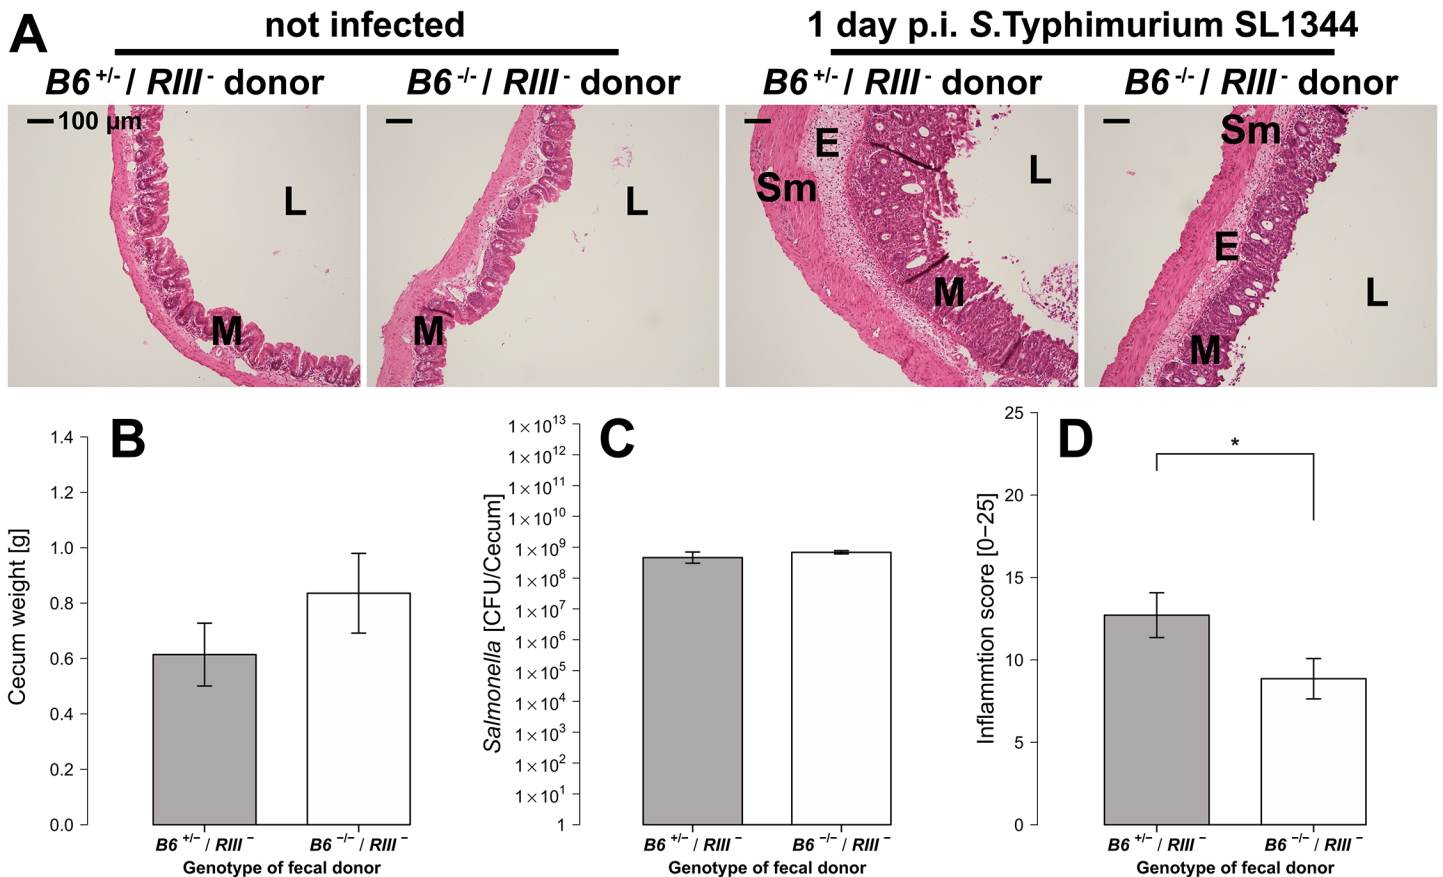 A
not infected
1 day p.i. S.Typhimurium SL1344
B6 +/- / RIII - donor
B6 -/- / RIII - donor
B6 +/- / RIII - donor
B6 -/- / RIII - donor
100 µm
L
M
L
M
E
Sm
L
M
Sm
E
L
M
B
Cecum weight [g]
1.4
1.2
1.0
0.8
0.6
0.4
0.2
0.0
B6 +/− / RIII −
B6 −/− / RIII −
Genotype of fecal donor
C
Salmonella [CFU/Cecum]
1×10^13
1×10^12
1×10^11
1×10^10
1×10^9
1×10^8
1×10^7
1×10^6
1×10^5
1×10^4
1×10^3
1×10^2
1×10^1
1
B6 +/− / RIII −
B6 −/− / RIII −
Genotype of fecal donor
D
Inflammtion score [0−25]
25
20
15
10
5
0
*
B6 +/− / RIII −
B6 −/− / RIII −
Genotype of fecal donor